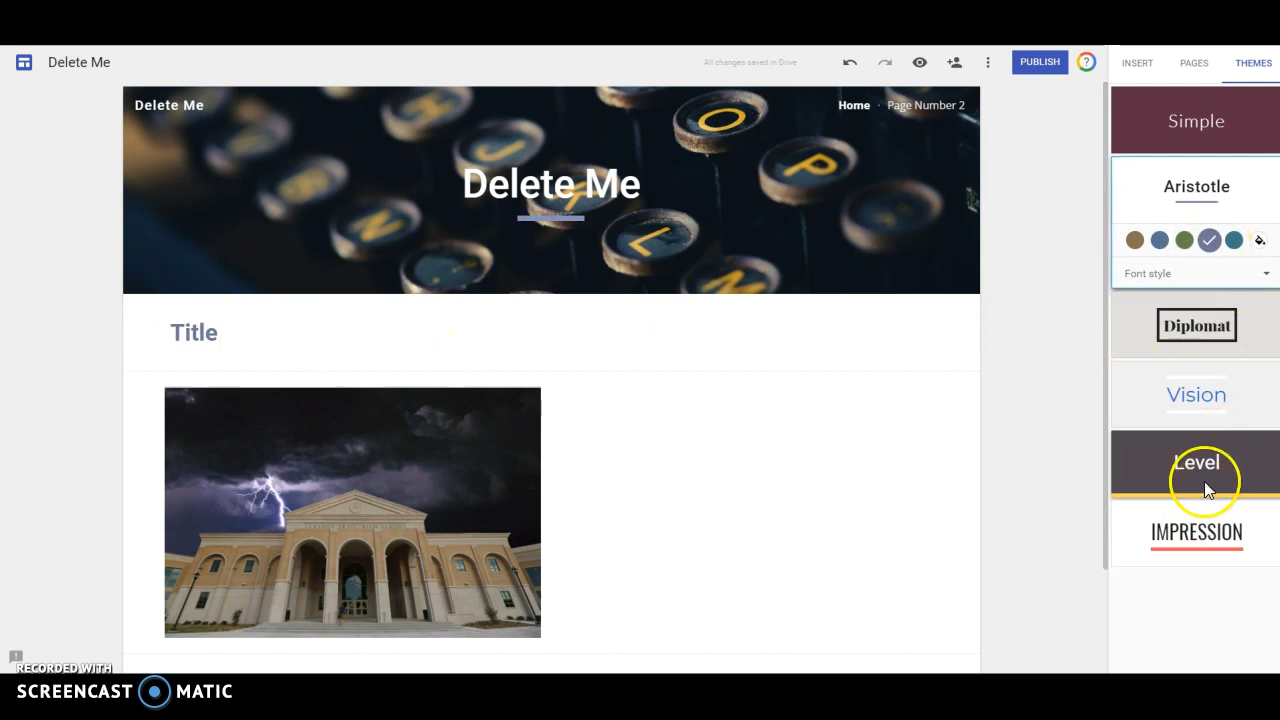 Delete Me
All changes saved in Drive
PUBLISH
?
INSERT PAGES THEMES
Delete Me
Home · Page Number 2
Delete Me
Title
Simple
Aristotle
Font style
Diplomat
Vision
Level
IMPRESSION
J
O
P
N
L
M
RECORDED WITH
SCREENCAST MATIC